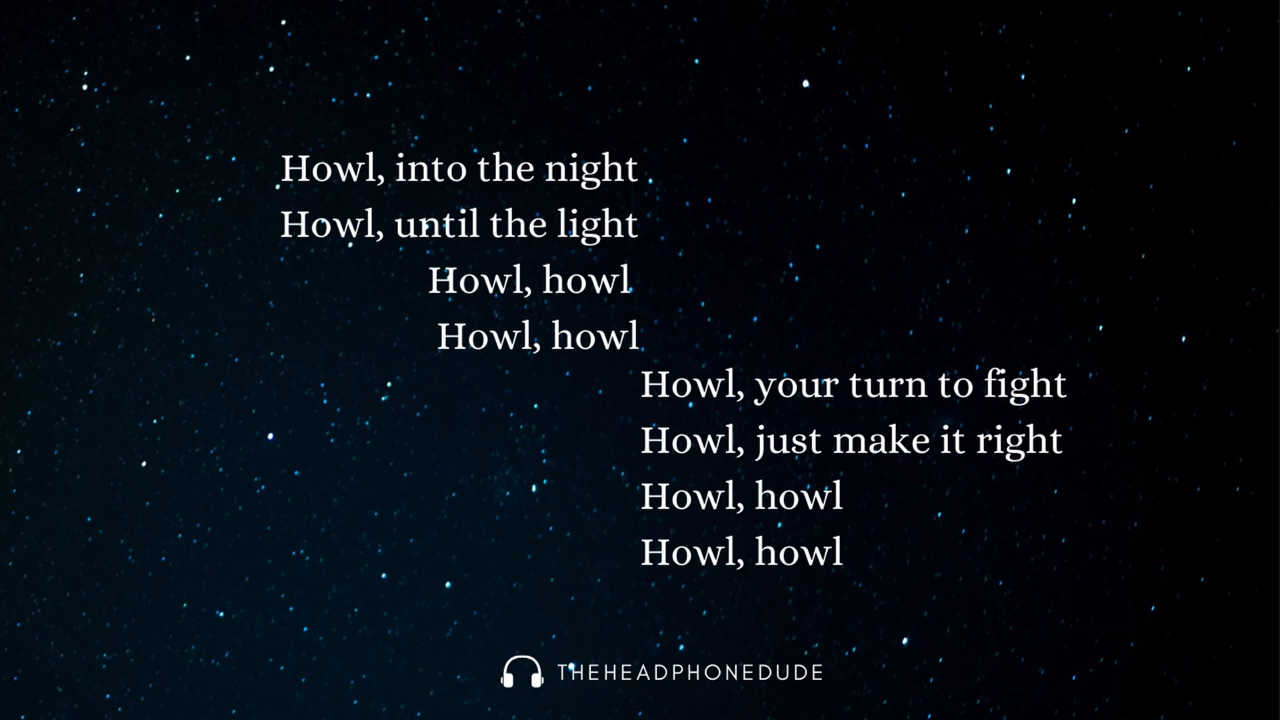 Howl, into the night
Howl, until the light
Howl, howl
Howl, howl
Howl, your turn to fight
Howl, just make it right
Howl, howl
Howl, howl
THEHEADPHONEDUDE